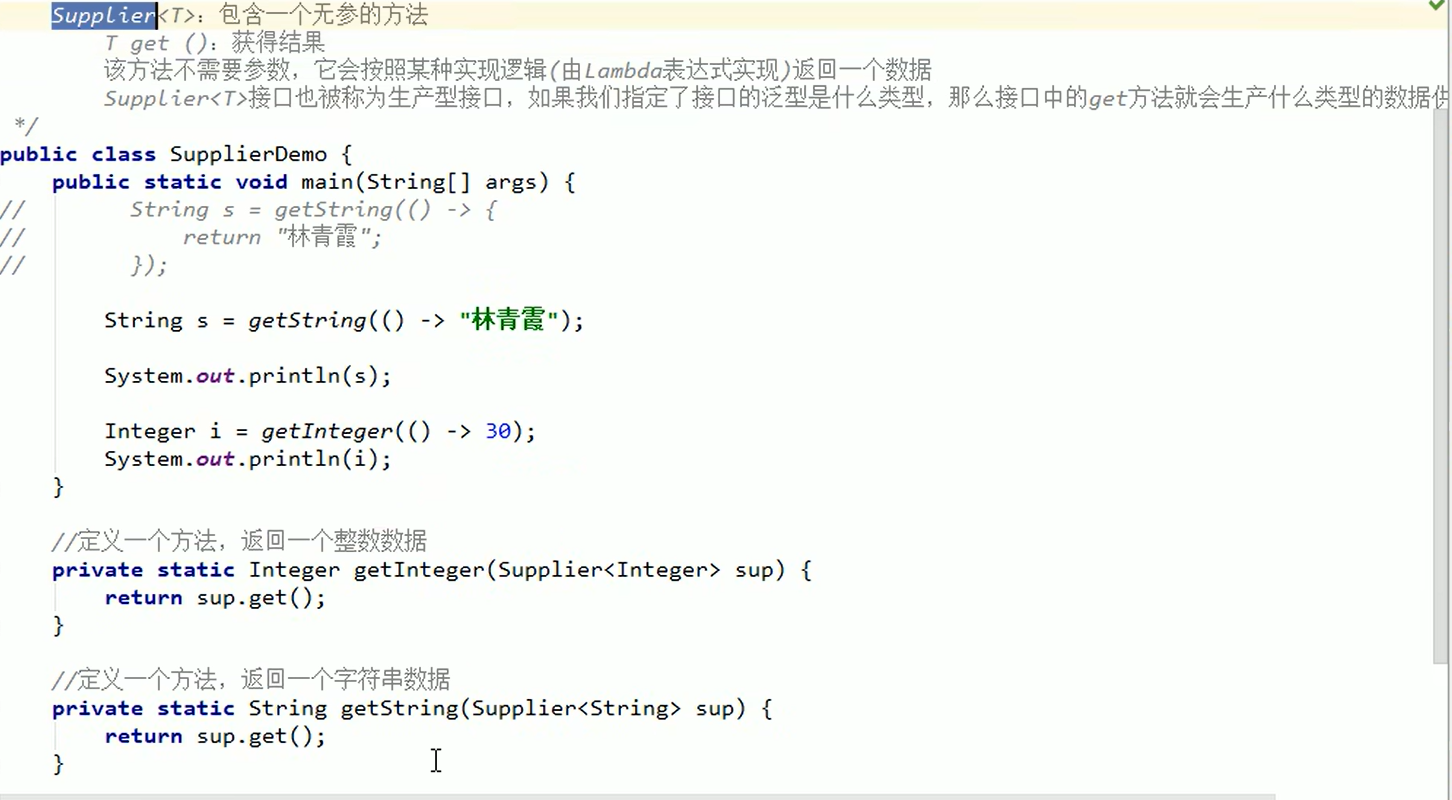 Supplier<T>：包含一个无参的方法
T get ()：获得结果
该方法不需要参数，它会按照某种实现逻辑(由Lambda表达式实现)返回一个数据
Supplier<T>接口也被称为生产型接口，如果我们指定了接口的泛型是什么类型，那么接口中的get方法就会生产什么类型的数据供
*/
public class SupplierDemo {
public static void main(String[] args) {
// String s = getString(() -> {
// return "林青霞";
// });
String s = getString(() -> "林青霞");
System.out.println(s);
Integer i = getInteger(() -> 30);
System.out.println(i);
}
//定义一个方法，返回一个整数数据
private static Integer getInteger(Supplier<Integer> sup) {
return sup.get();
}
//定义一个方法，返回一个字符串数据
private static String getString(Supplier<String> sup) {
return sup.get();
}